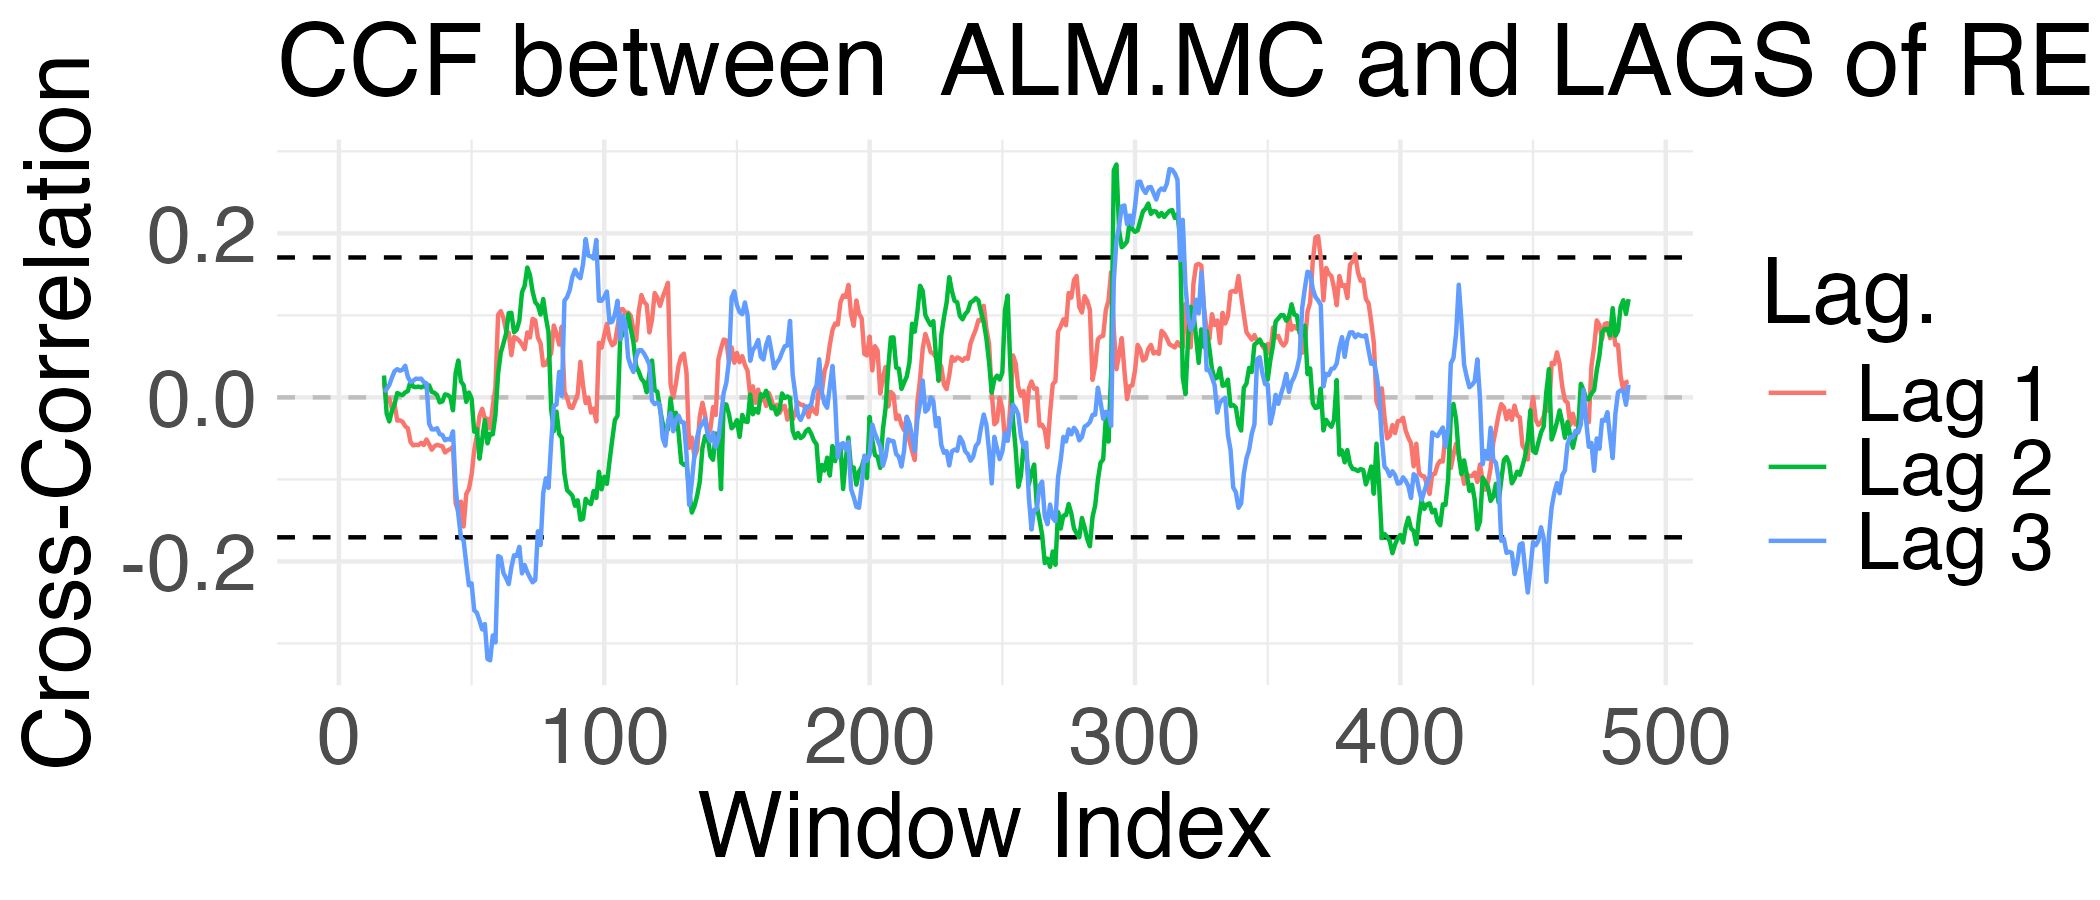 CCF between  ALM.MC and LAGS of RE
Cross-Correlation
0.2
0.0
-0.2
0
100
200
300
400
500
Window Index
Lag.
Lag 1
Lag 2
Lag 3